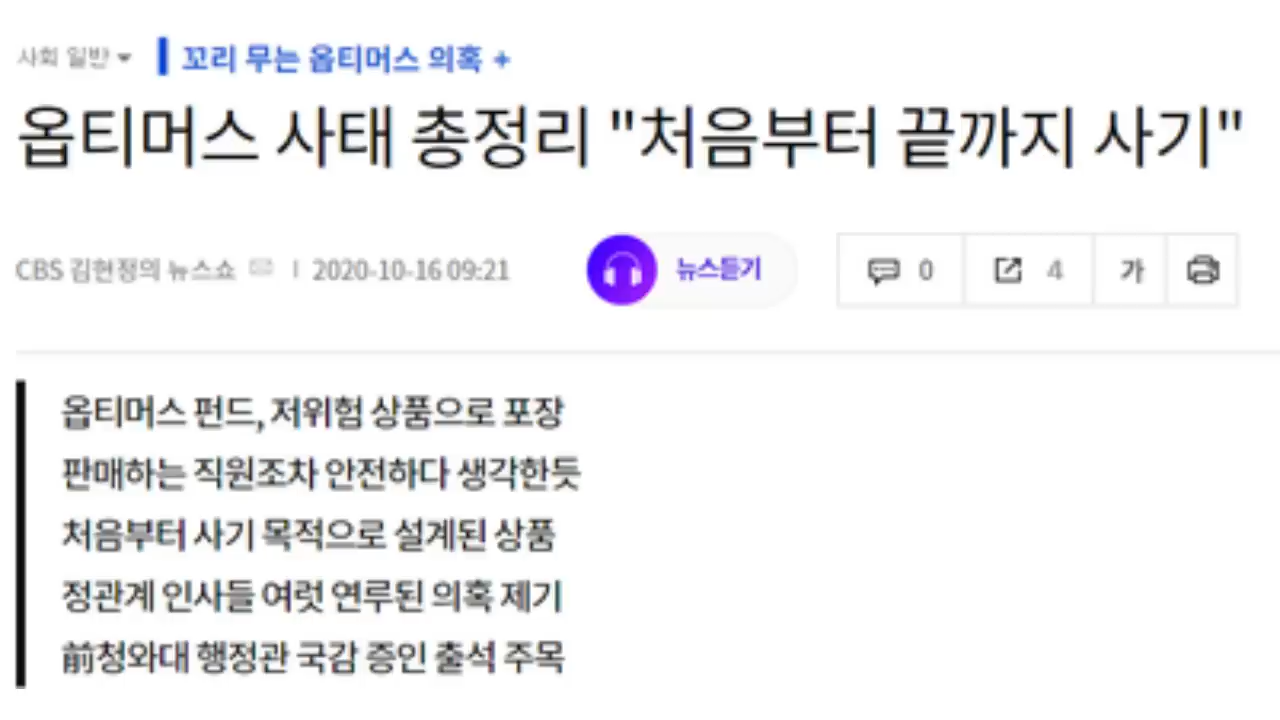 사회 일반 꼬리 무는 옵티머스 의혹 +
옵티머스 사태 총정리 "처음부터 끝까지 사기"
CBS 김현정의 뉴스쇼 | 2020-10-16 09:21 뉴스듣기 0 4 가
옵티머스 펀드, 저위험 상품으로 포장
판매하는 직원조차 안전하다 생각한듯
처음부터 사기 목적으로 설계된 상품
정관계 인사들 여럿 연루된 의혹 제기
前청와대 행정관 국감 증인 출석 주목